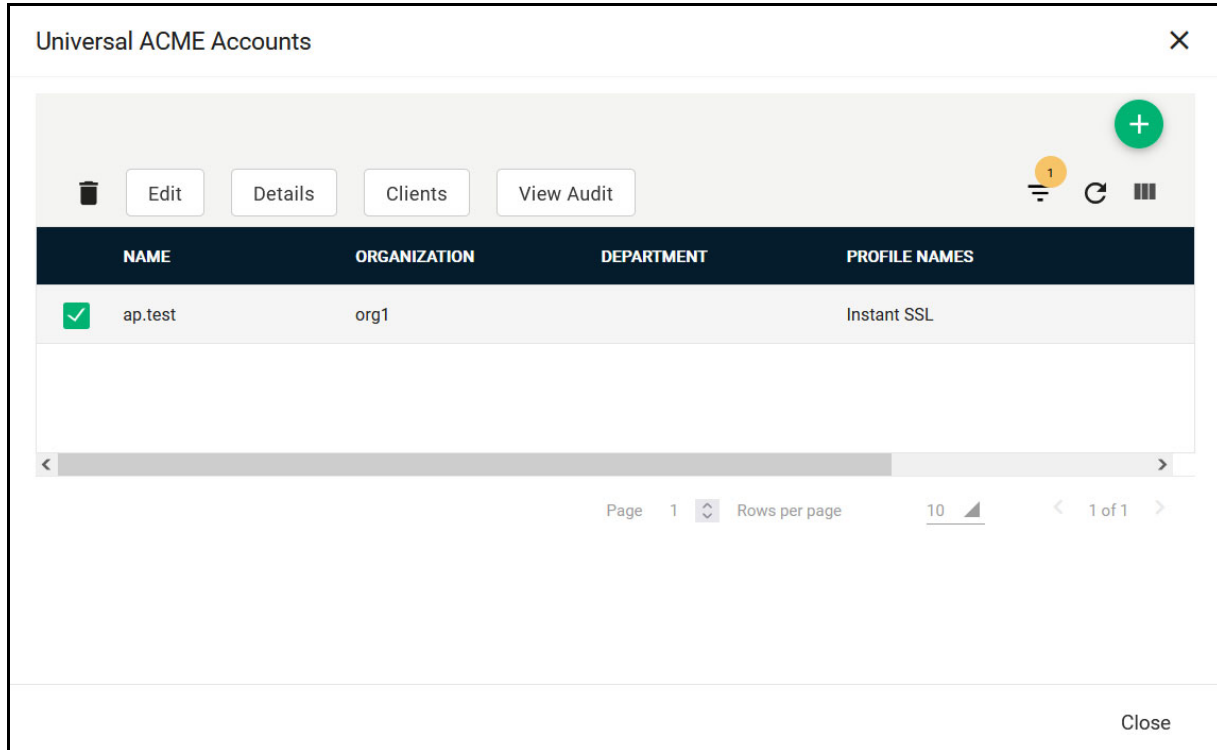 Universal ACME Accounts
1
Edit Details Clients View Audit
NAME ORGANIZATION DEPARTMENT PROFILE NAMES
ap.test org1 Instant SSL
Page 1 Rows per page 10 1 of 1
Close